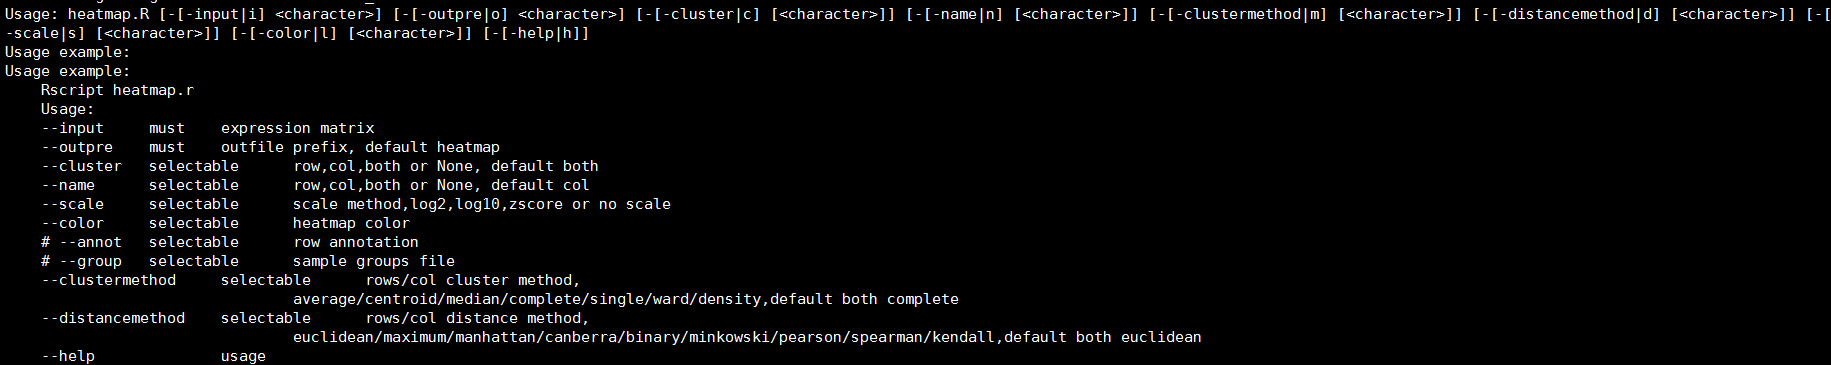 Usage: heatmap.R [-[-input|i] <character>] [-[-outpre|o] <character>] [-[-cluster|c] [<character>]] [-[-name|n] [<character>]] [-[-clustermethod|m] [<character>]] [-[-distancemethod|d] [<character>]] [-[
-scale|s] [<character>]] [-[-color|l] [<character>]] [-[-help|h]]
Usage example:
Usage example:
    Rscript heatmap.r
    Usage:
    --input     must    expression matrix
    --outpre    must    outfile prefix, default heatmap
    --cluster   selectable      row,col,both or None, default both
    --name      selectable      row,col,both or None, default col
    --scale     selectable      scale method,log2,log10,zscore or no scale
    --color     selectable      heatmap color
    # --annot   selectable      row annotation
    # --group   selectable      sample groups file
    --clustermethod     selectable      rows/col cluster method,
                            average/centroid/median/complete/single/ward/density,default both complete
    --distancemethod    selectable      rows/col distance method,
                            euclidean/maximum/manhattan/canberra/binary/minkowski/pearson/spearman/kendall,default both euclidean
    --help              usage